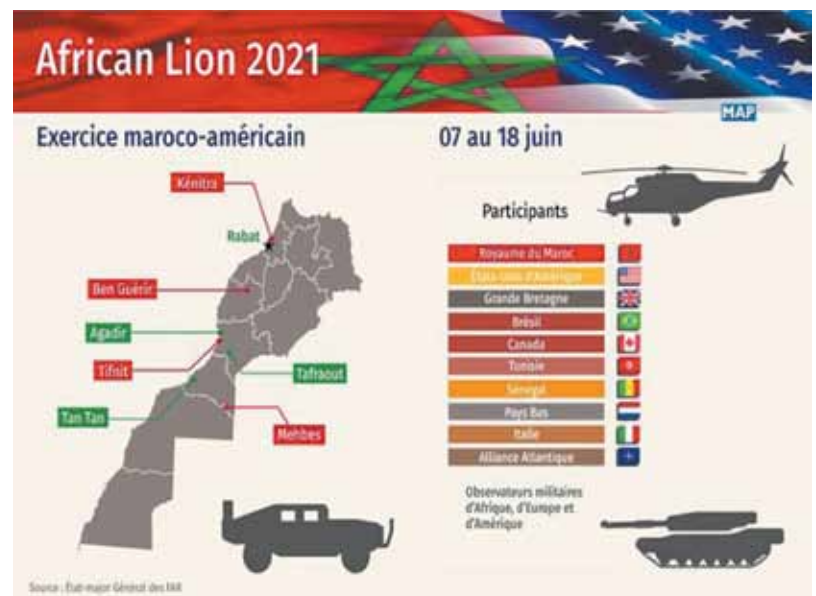 African Lion 2021
MAP
Exercice maroco-américain
Kénitra
Rabat
Ben Guérir
Agadir
Tifnit
Tafraout
Tan Tan
Mehbes
07 au 18 juin
Participants
Royaume du Maroc
États-Unis d'Amérique
Grande Bretagne
Brésil
Canada
Tunisie
Sénégal
Pays Bas
Italie
Alliance Atlantique
Observateurs militaires
d'Afrique, d'Europe et
d'Amérique
Source : État-major Général des FAR